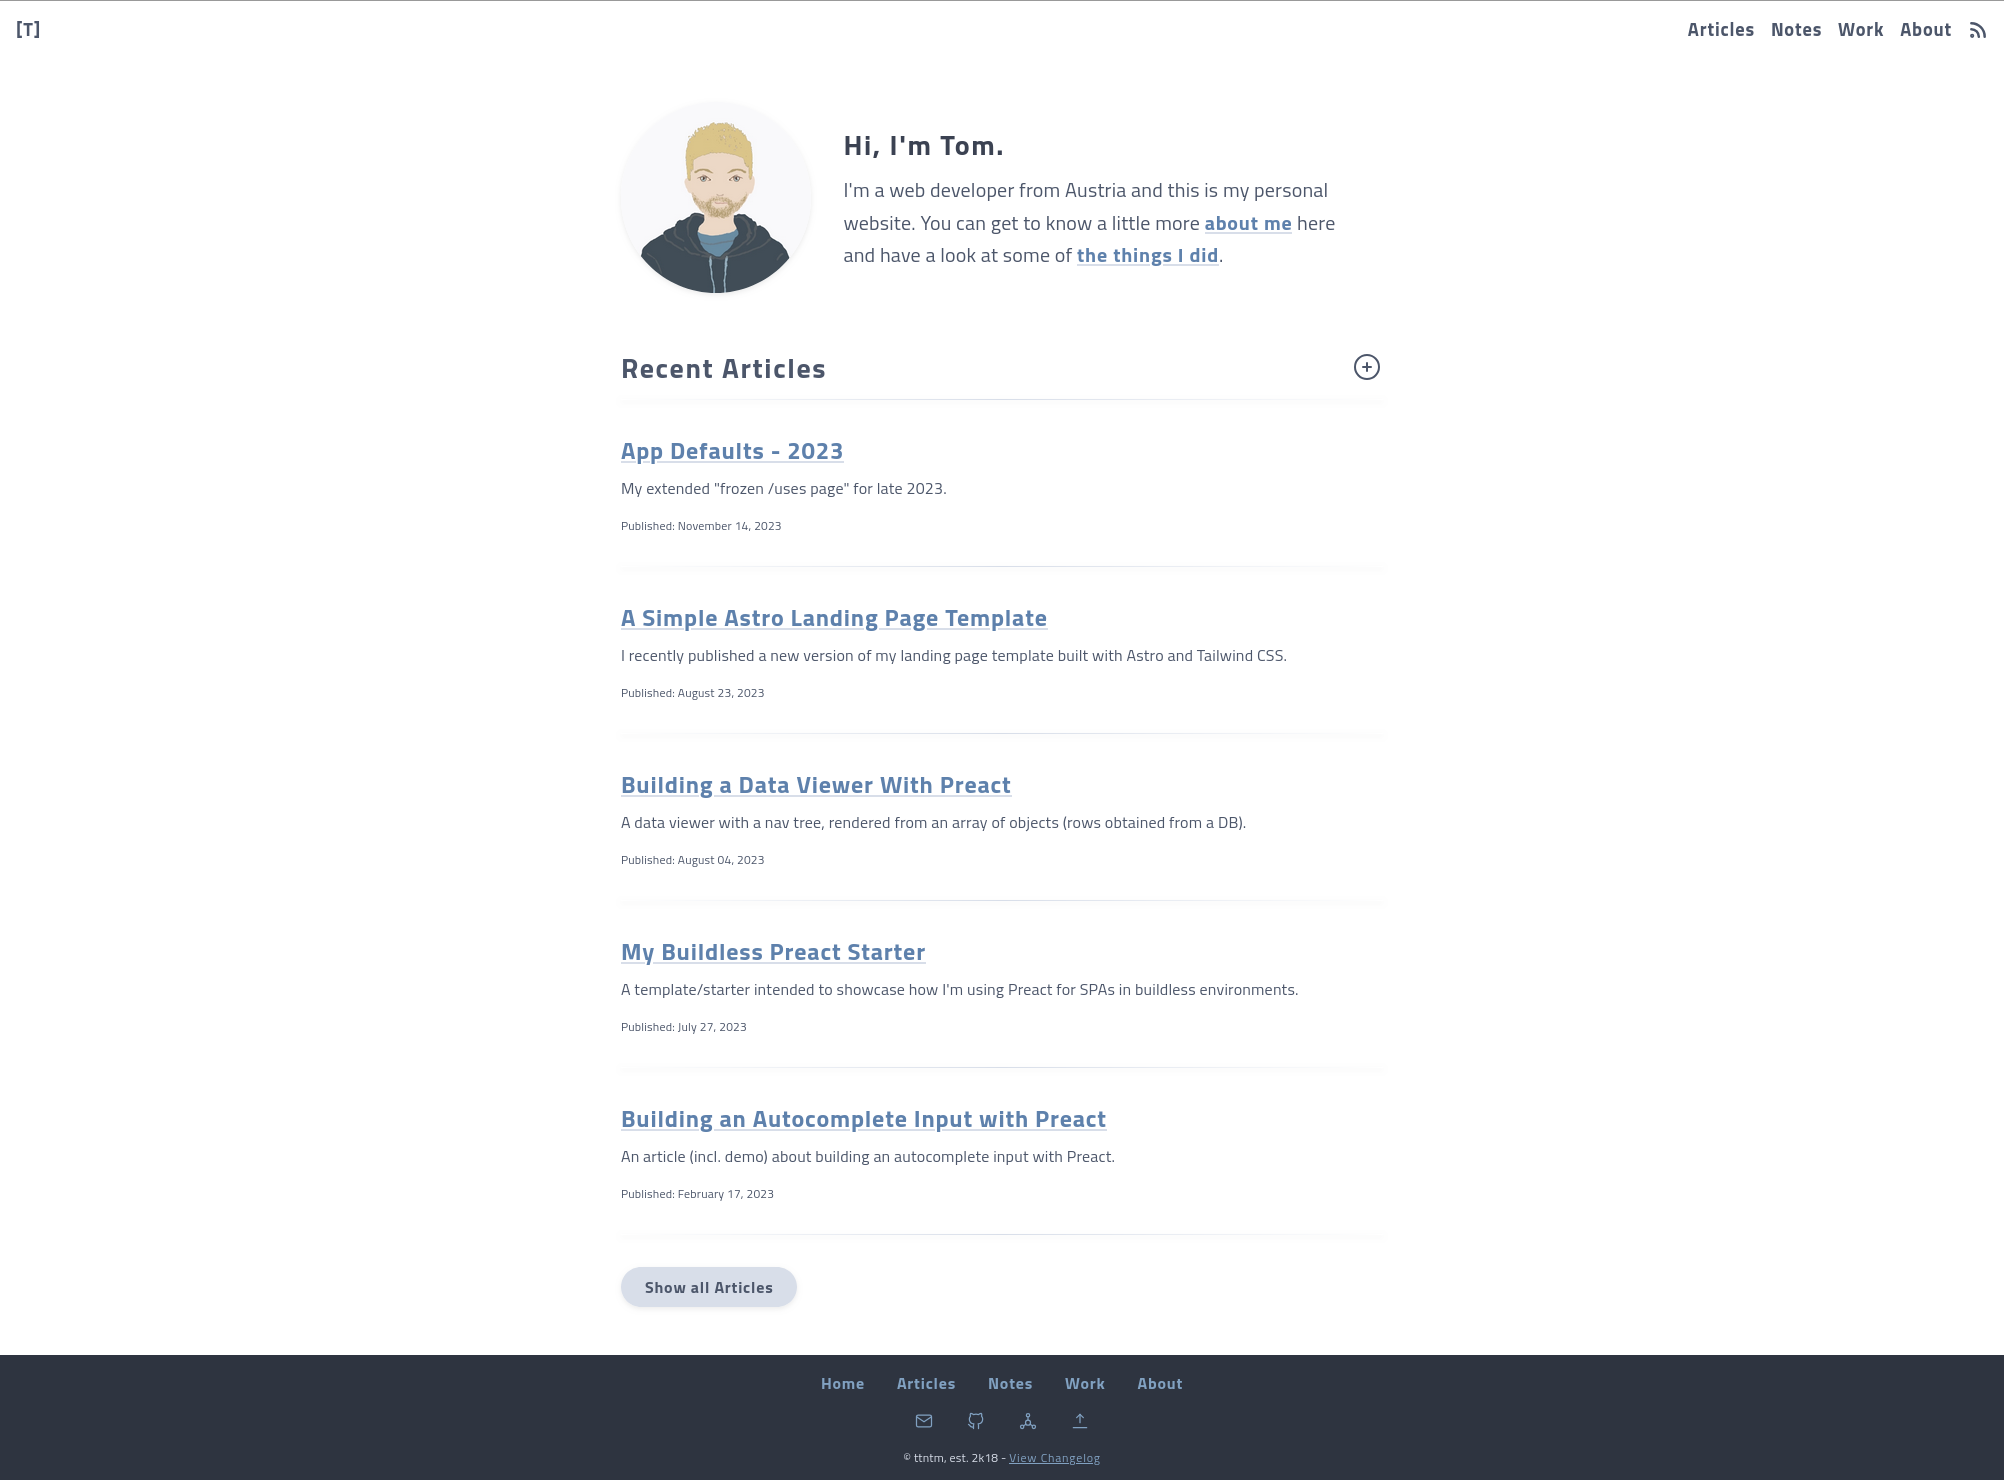 [T]
Articles Notes Work About
Hi, I'm Tom.
I'm a web developer from Austria and this is my personal
website. You can get to know a little more about me here
and have a look at some of the things I did.
Recent Articles
App Defaults - 2023
My extended "frozen /uses page" for late 2023.
Published: November 14, 2023
A Simple Astro Landing Page Template
I recently published a new version of my landing page template built with Astro and Tailwind CSS.
Published: August 23, 2023
Building a Data Viewer With Preact
A data viewer with a nav tree, rendered from an array of objects (rows obtained from a DB).
Published: August 04, 2023
My Buildless Preact Starter
A template/starter intended to showcase how I'm using Preact for SPAs in buildless environments.
Published: July 27, 2023
Building an Autocomplete Input with Preact
An article (incl. demo) about building an autocomplete input with Preact.
Published: February 17, 2023
Show all Articles
Home Articles Notes Work About
© ttntm, est. 2k18 - View Changelog